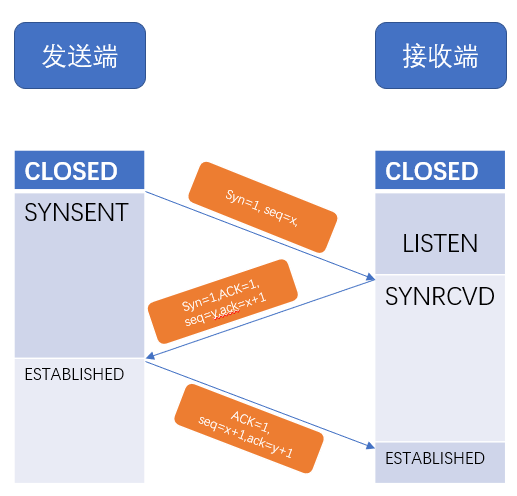 发送端
接收端
CLOSED
CLOSED
Syn=1, seq=x,
SYNSENT
LISTEN
Syn=1,ACK=1,
seq=y,ack=x+1
SYNRCVD
ESTABLISHED
ACK=1,
seq=x+1,ack=y+1
ESTABLISHED